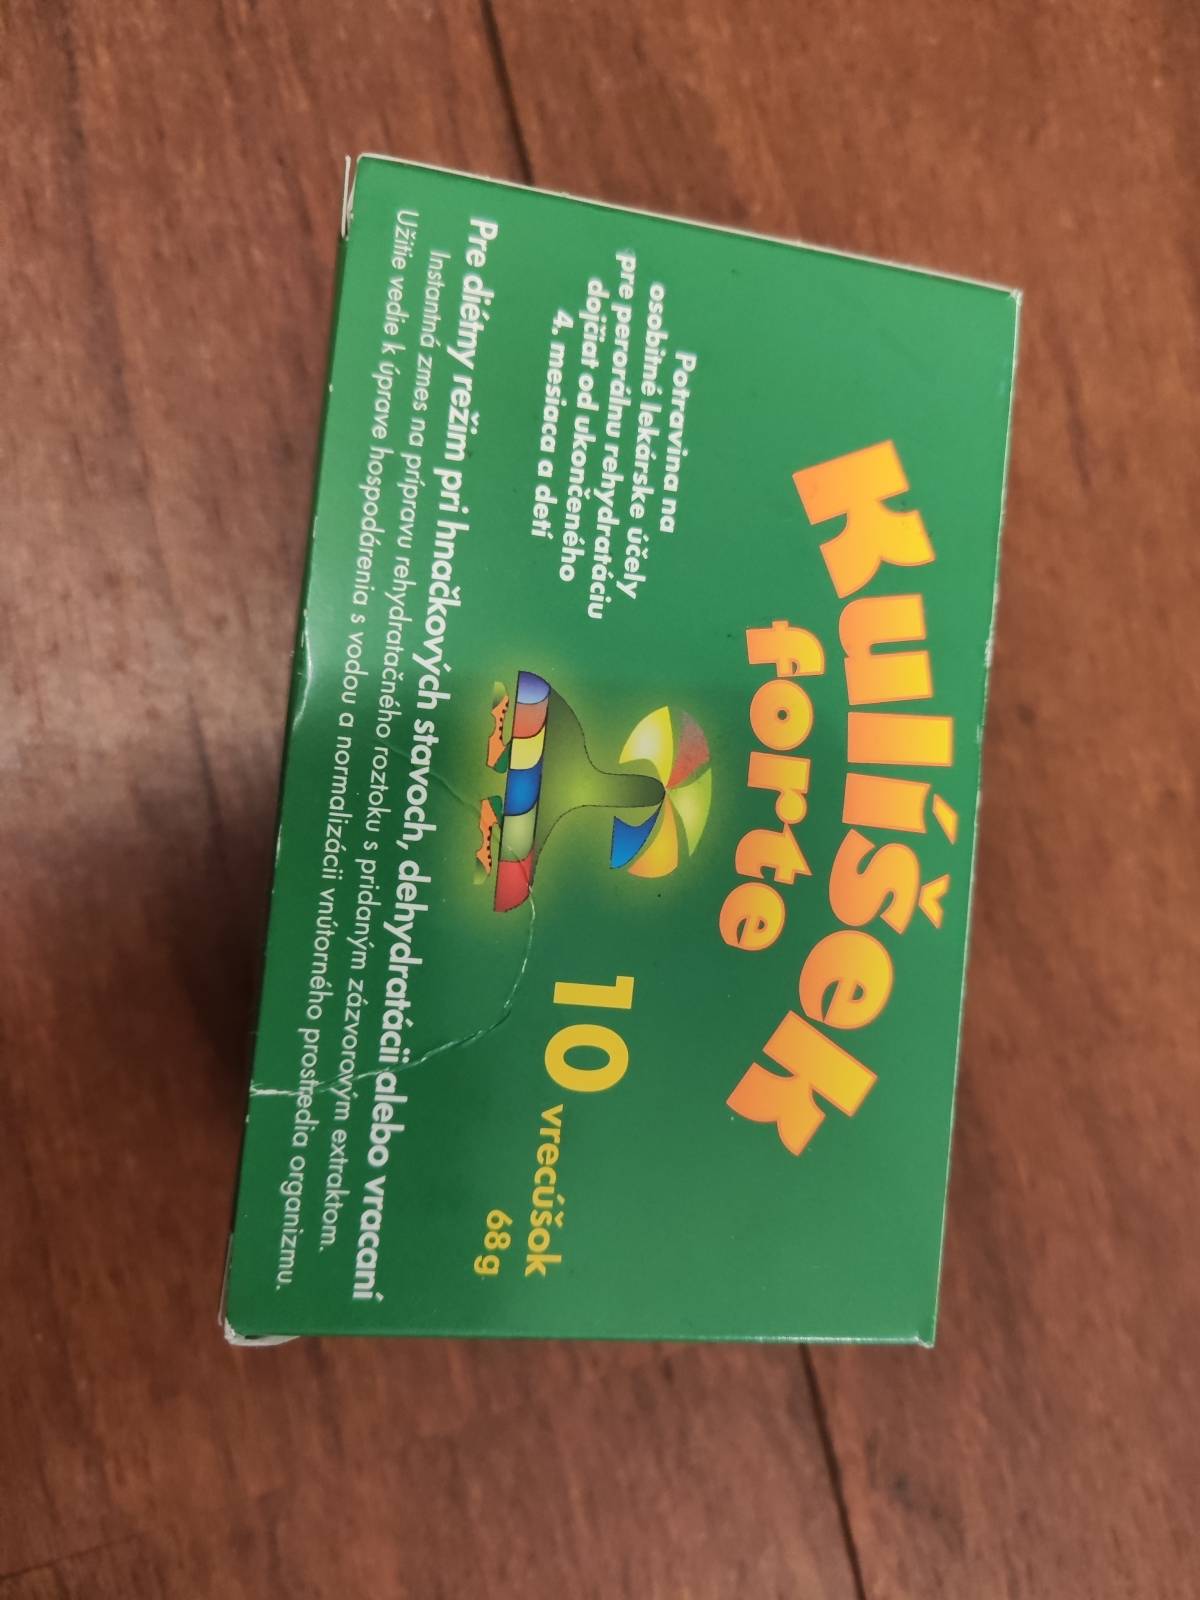 Kulíšek
forte
Potravina na
osobitné lekárske účely
pre perorálnu rehydratáciu
dojčiat od ukončeného
4. mesiaca a detí
10 vrecúšok
68 g
Pre diétny režim pri hnačkových stavoch, dehydratácii alebo vracaní
Instantná zmes na prípravu rehydratačného roztoku s pridaným zázvorovým extraktom.
Užitie vedie k úprave hospodárenia s vodou a normalizácii vnútorného prostredia organizmu.